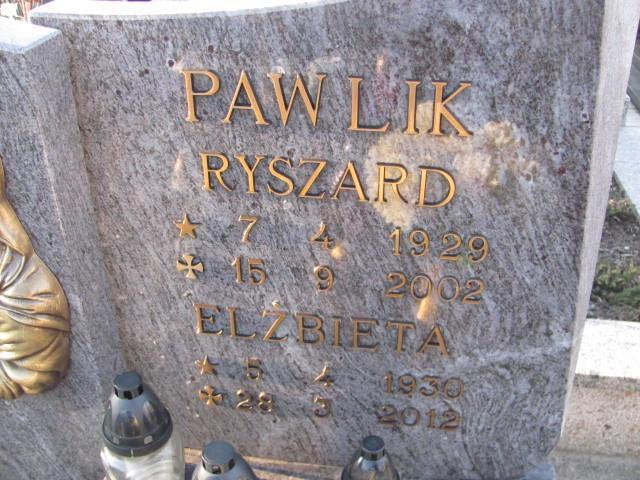 PAWLIK
RYSZARD
★ 7 4 1929
✠ 15 9 2002
ELŻBIETA
★ 5 4 1930
✠ 28 3 2012